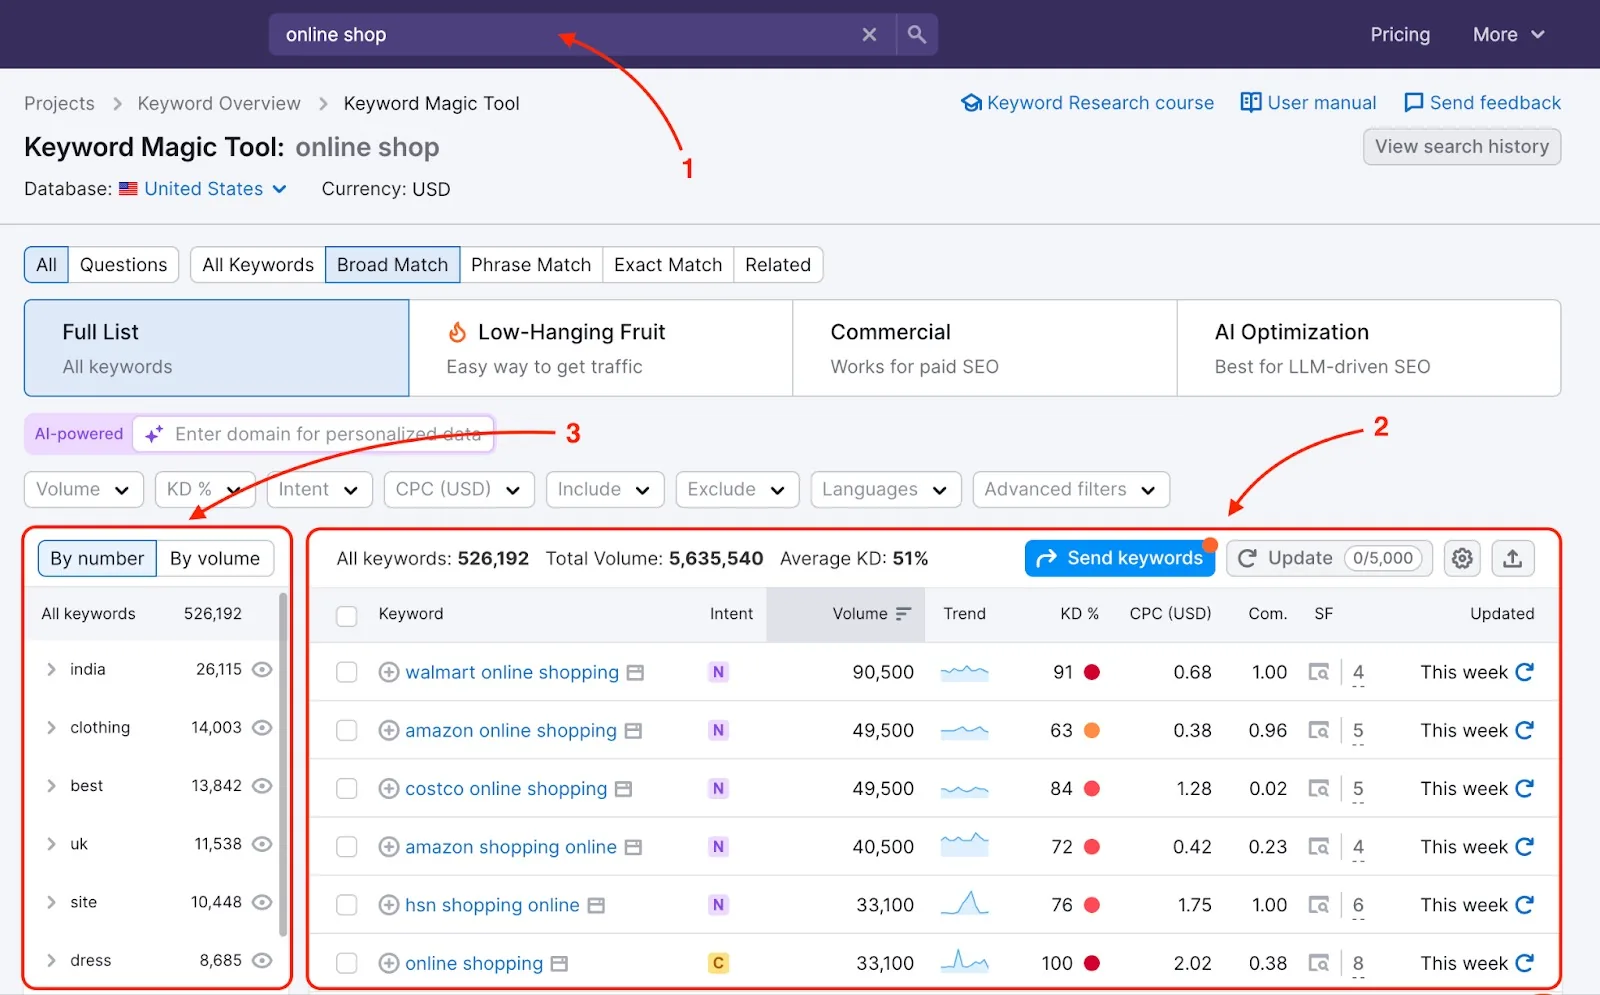 online shop
Pricing More
Projects Keyword Overview Keyword Magic Tool
Keyword Research course User manual Send feedback
Keyword Magic Tool: online shop
View search history
1
Database: United States Currency: USD
All Questions All Keywords Broad Match Phrase Match Exact Match Related
Full List
All keywords
Low-Hanging Fruit
Easy way to get traffic
Commercial
Works for paid SEO
AI Optimization
Best for LLM-driven SEO
AI-powered Enter domain for personalized data
3
2
Volume KD % Intent CPC (USD) Include Exclude Languages Advanced filters
By number By volume
All keywords 526,192
india 26,115
clothing 14,003
best 13,842
uk 11,538
site 10,448
dress 8,685
All keywords: 526,192 Total Volume: 5,635,540 Average KD: 51%
Send keywords Update 0/5,000
Keyword Intent Volume Trend KD % CPC (USD) Com. SF Updated
walmart online shopping N 90,500 91 0.68 1.00 4 This week
amazon online shopping N 49,500 63 0.38 0.96 5 This week
costco online shopping N 49,500 84 1.28 0.02 5 This week
amazon shopping online N 40,500 72 0.42 0.23 4 This week
hsn shopping online N 33,100 76 1.75 1.00 6 This week
online shopping C 33,100 100 2.02 0.38 8 This week